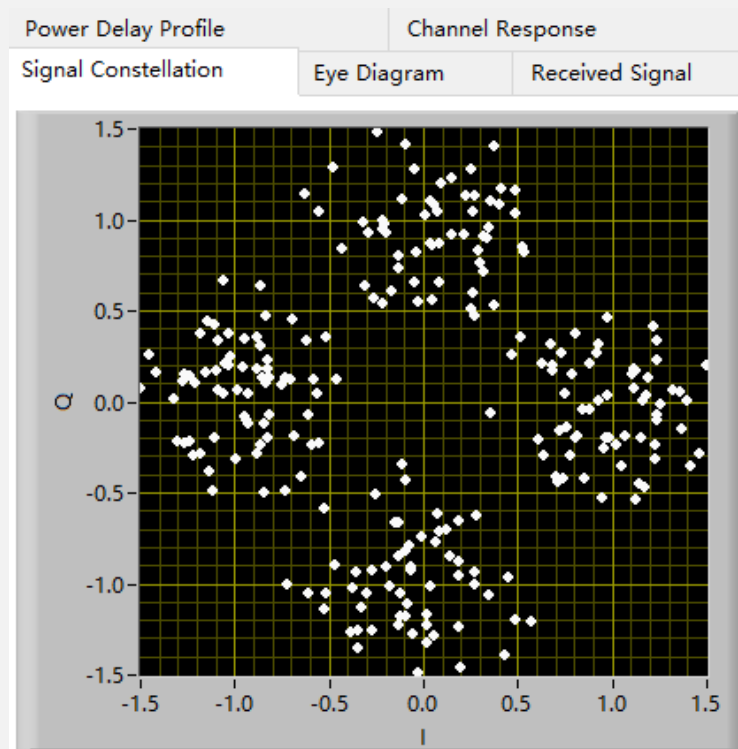 Power Delay Profile Channel Response
Signal Constellation Eye Diagram Received Signal
1.5
1.0
0.5
0.0
-0.5
-1.0
-1.5
Q
-1.5 -1.0 -0.5 0.0 0.5 1.0 1.5
I